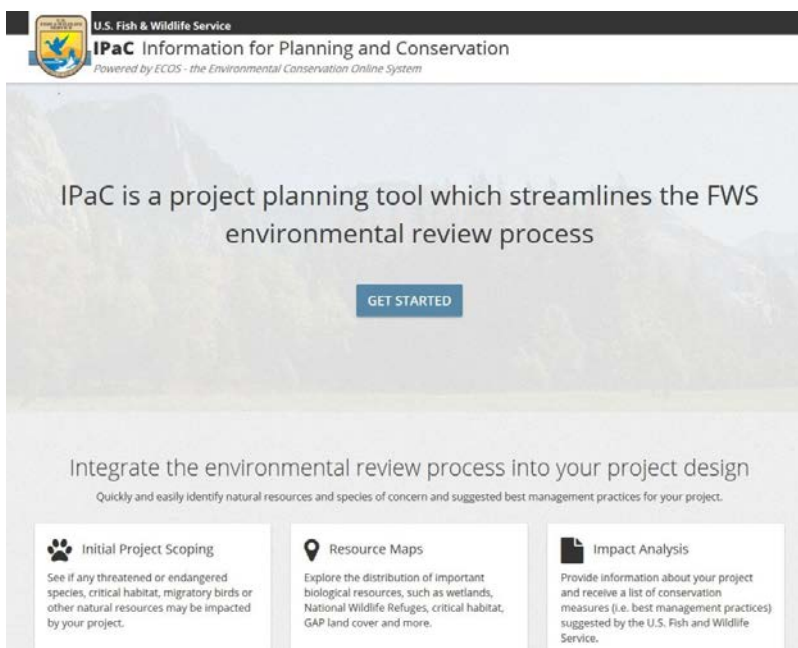 U.S. Fish & Wildlife Service
IPaC Information for Planning and Conservation
Powered by ECOS - the Environmental Conservation Online System
IPaC is a project planning tool which streamlines the FWS
environmental review process
GET STARTED
Integrate the environmental review process into your project design
Quickly and easily identify natural resources and species of concern and suggested best management practices for your project.
Initial Project Scoping
See if any threatened or endangered
species, critical habitat, migratory birds or
other natural resources may be impacted
by your project.
Resource Maps
Explore the distribution of important
biological resources, such as wetlands,
National Wildlife Refuges, critical habitat,
GAP land cover and more.
Impact Analysis
Provide information about your project
and receive a list of conservation
measures (i.e. best management practices)
suggested by the U.S. Fish and Wildlife
Service.